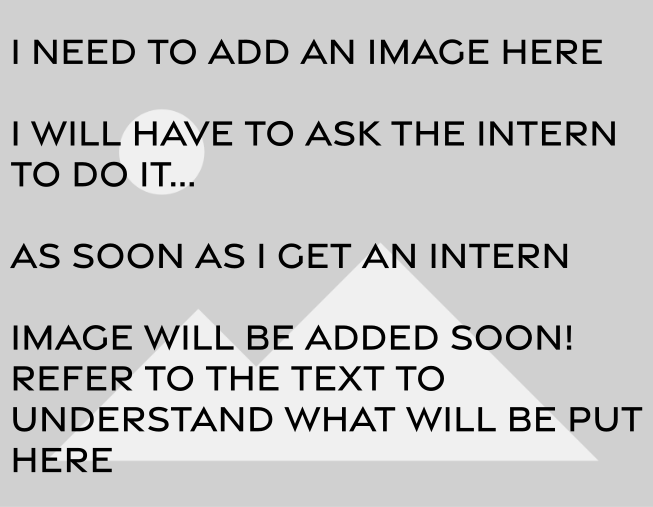 I NEED TO ADD AN IMAGE HERE
I WILL HAVE TO ASK THE INTERN
TO DO IT...
AS SOON AS I GET AN INTERN
IMAGE WILL BE ADDED SOON!
REFER TO THE TEXT TO
UNDERSTAND WHAT WILL BE PUT
HERE